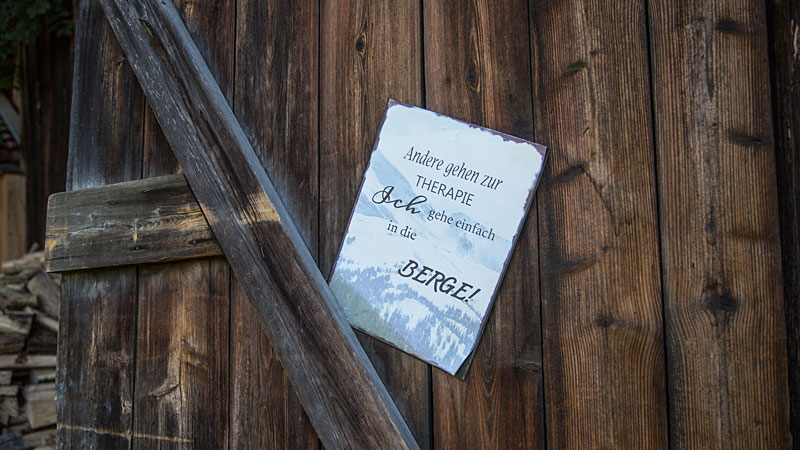 Andere gehen zur
THERAPIE
Ich gehe einfach
in die
BERGE!